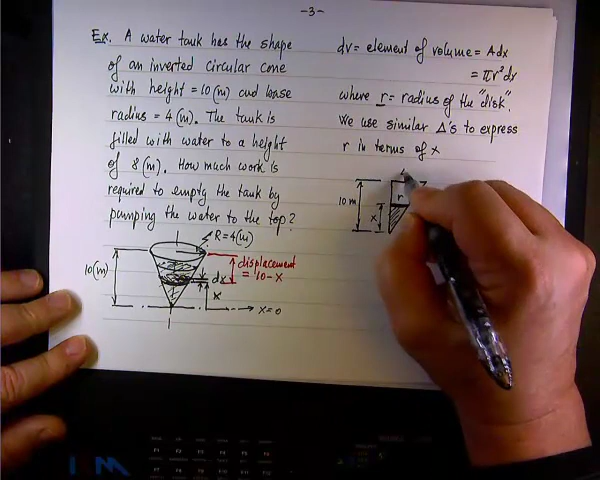 -3-
Ex. A water tank has the shape
of an inverted circular cone
with height = 10 (m) and base
radius = 4 (m). The tank is
filled with water to a height
of 8 (m). How much work is
required to empty the tank by
pumping the water to the top?
R=4(m)
10(m)
displacement
= 10-x
dx
x
r
x=0
dv = element of volume = A dx
= πr²dx
where r = radius of the "disk".
We use similar Δ's to express
r in terms of x
10 m
r
x